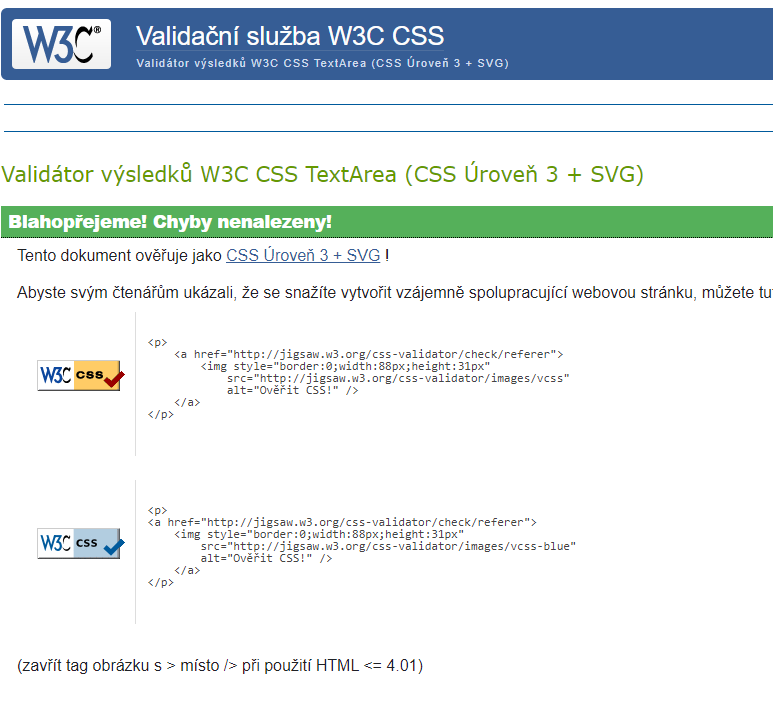 W3C®
Validační služba W3C CSS
Validátor výsledků W3C CSS TextArea (CSS Úroveň 3 + SVG)
Validátor výsledků W3C CSS TextArea (CSS Úroveň 3 + SVG)
Blahopřejeme! Chyby nenalezeny!
Tento dokument ověřuje jako CSS Úroveň 3 + SVG !
Abyste svým čtenářům ukázali, že se snažíte vytvořit vzájemně spolupracující webovou stránku, můžete
W3C css
<p>
<a href="http://jigsaw.w3.org/css-validator/check/referer">
<img style="border:0;width:88px;height:31px"
src="http://jigsaw.w3.org/css-validator/images/vcss"
alt="Ověřit CSS!" />
</a>
</p>
W3C css
<p>
<a href="http://jigsaw.w3.org/css-validator/check/referer">
<img style="border:0;width:88px;height:31px"
src="http://jigsaw.w3.org/css-validator/images/vcss-blue"
alt="Ověřit CSS!" />
</a>
</p>
(zavřít tag obrázku s > místo /> při použití HTML <= 4.01)